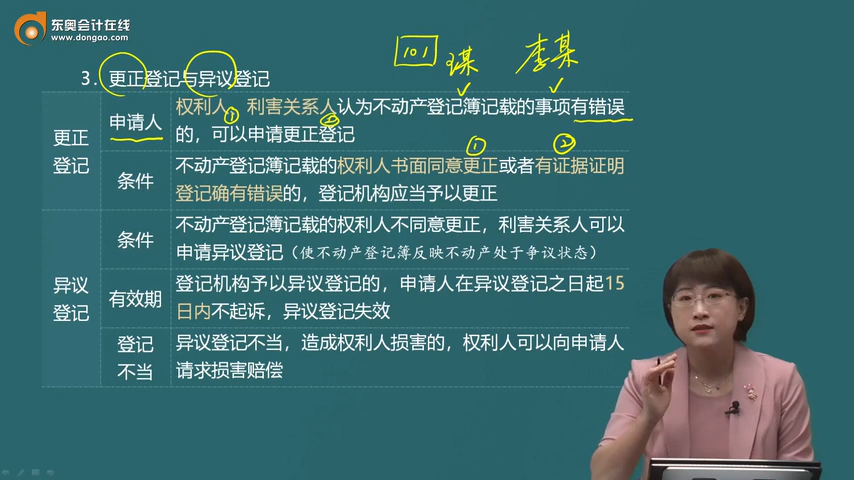 东奥会计在线
www.dongao.com
101
李某
3. 更正登记与异议登记
更正
登记
申请人
权利人、利害关系人认为不动产登记簿记载的事项有错误
的，可以申请更正登记
① ②
① ②
条件
不动产登记簿记载的权利人书面同意更正或者有证据证明
登记确有错误的，登记机构应当予以更正
异议
登记
条件
不动产登记簿记载的权利人不同意更正，利害关系人可以
申请异议登记（使不动产登记簿反映不动产处于争议状态）
有效期
登记机构予以异议登记的，申请人在异议登记之日起15
日内不起诉，异议登记失效
登记
不当
异议登记不当，造成权利人损害的，权利人可以向申请人
请求损害赔偿